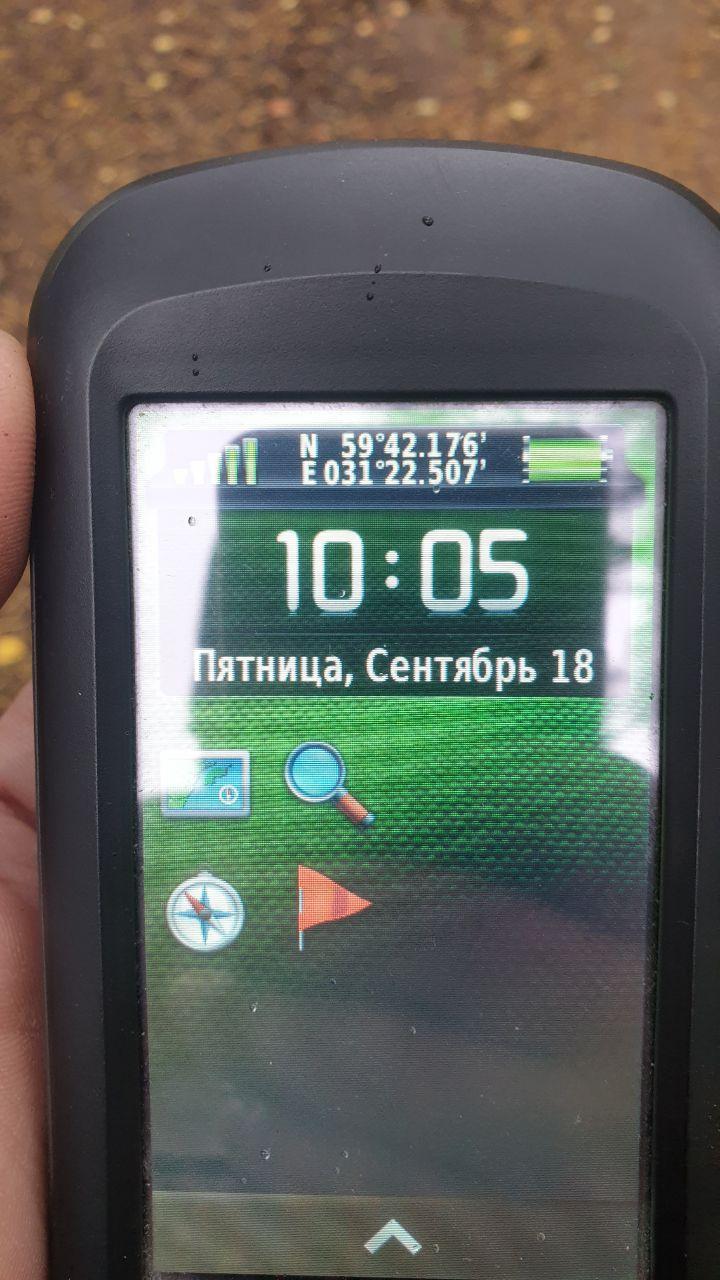 N 59°42.176'
E 031°22.507'
10:05
Пятница, Сентябрь 18